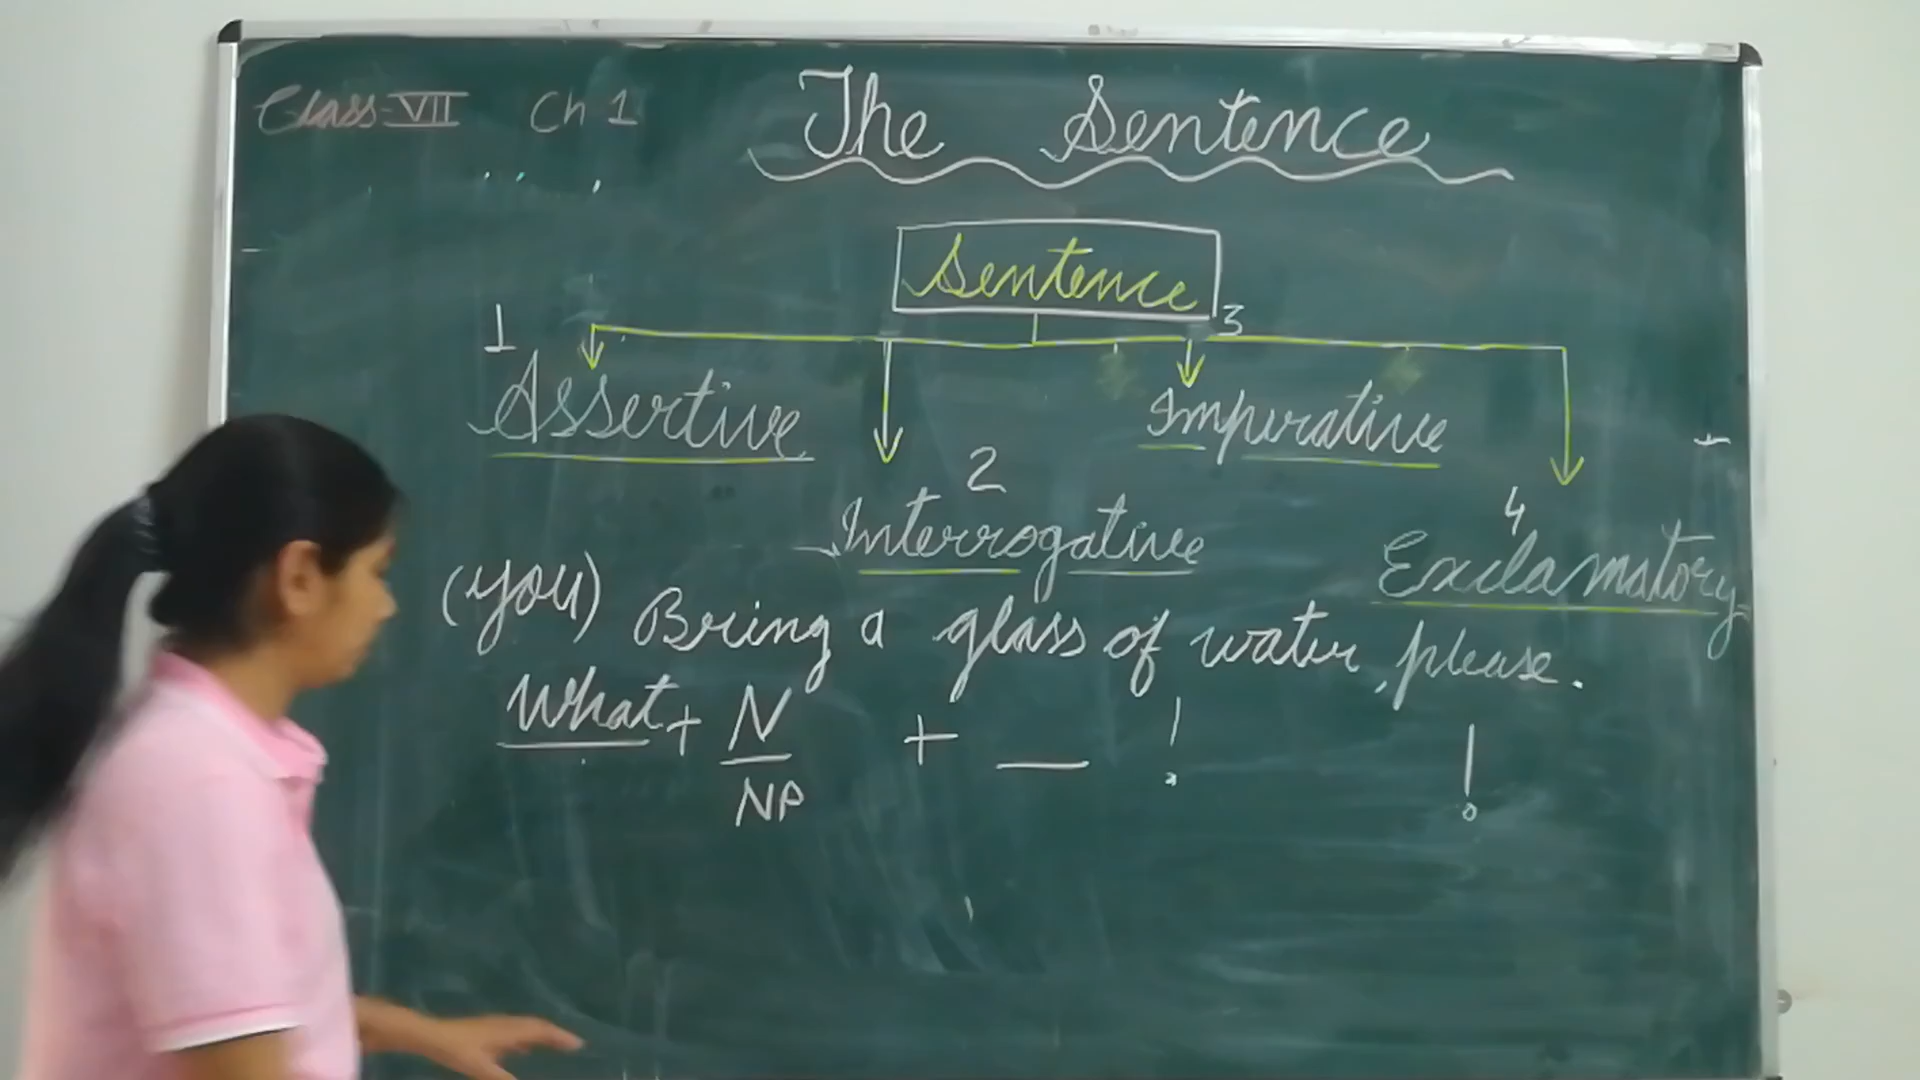 Class-VII Ch 1
The Sentence
Sentence
1 Assertive
2 Interrogative
3 Imperative
4 Exclamatory
(you) Bring a glass of water, please.
What + N + __ !
NP
!